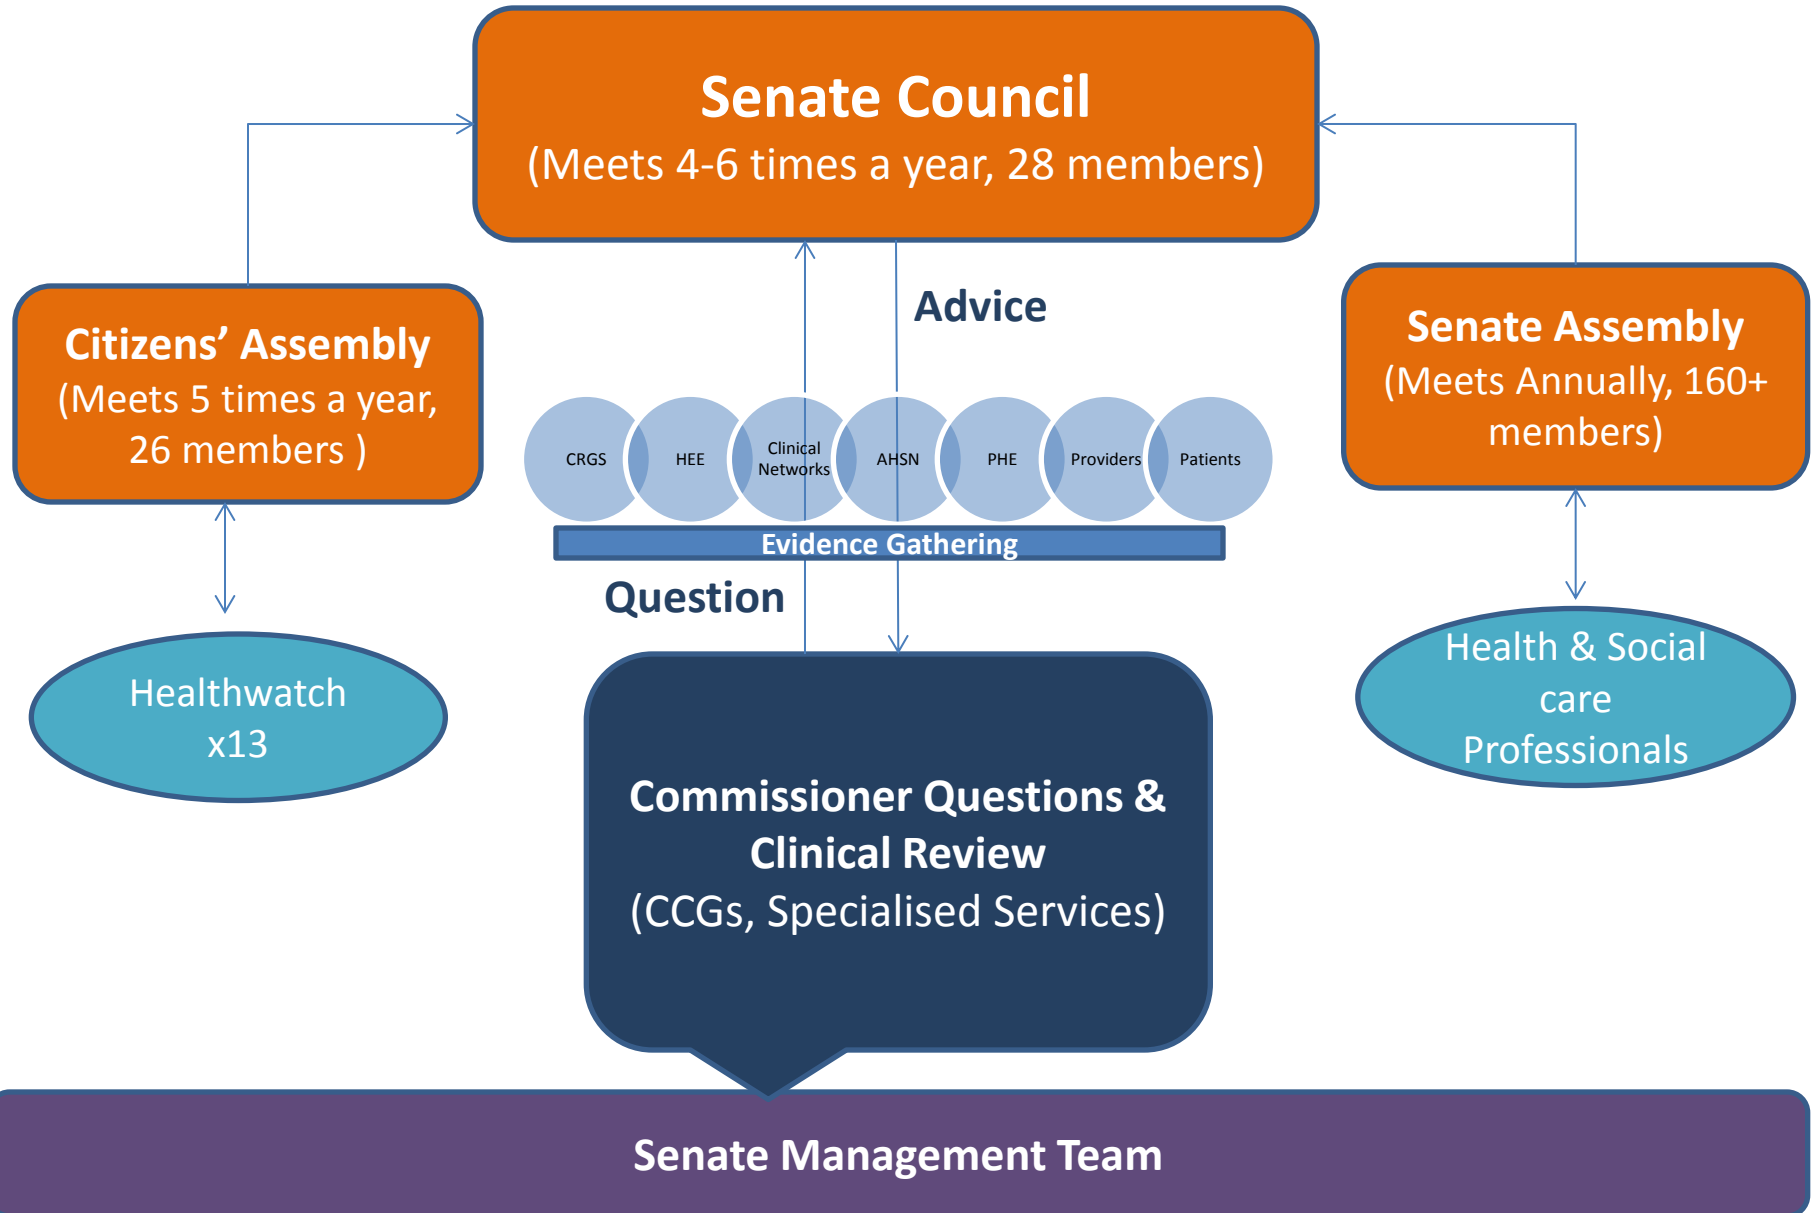 Senate Council
(Meets 4-6 times a year, 28 members)
Advice
Citizens’ Assembly
(Meets 5 times a year,
26 members )
Senate Assembly
(Meets Annually, 160+
members)
CRGS
HEE
Clinical
Networks
AHSN
PHE
Providers
Patients
Evidence Gathering
Question
Healthwatch
x13
Health & Social
care
Professionals
Commissioner Questions &
Clinical Review
(CCGs, Specialised Services)
Senate Management Team